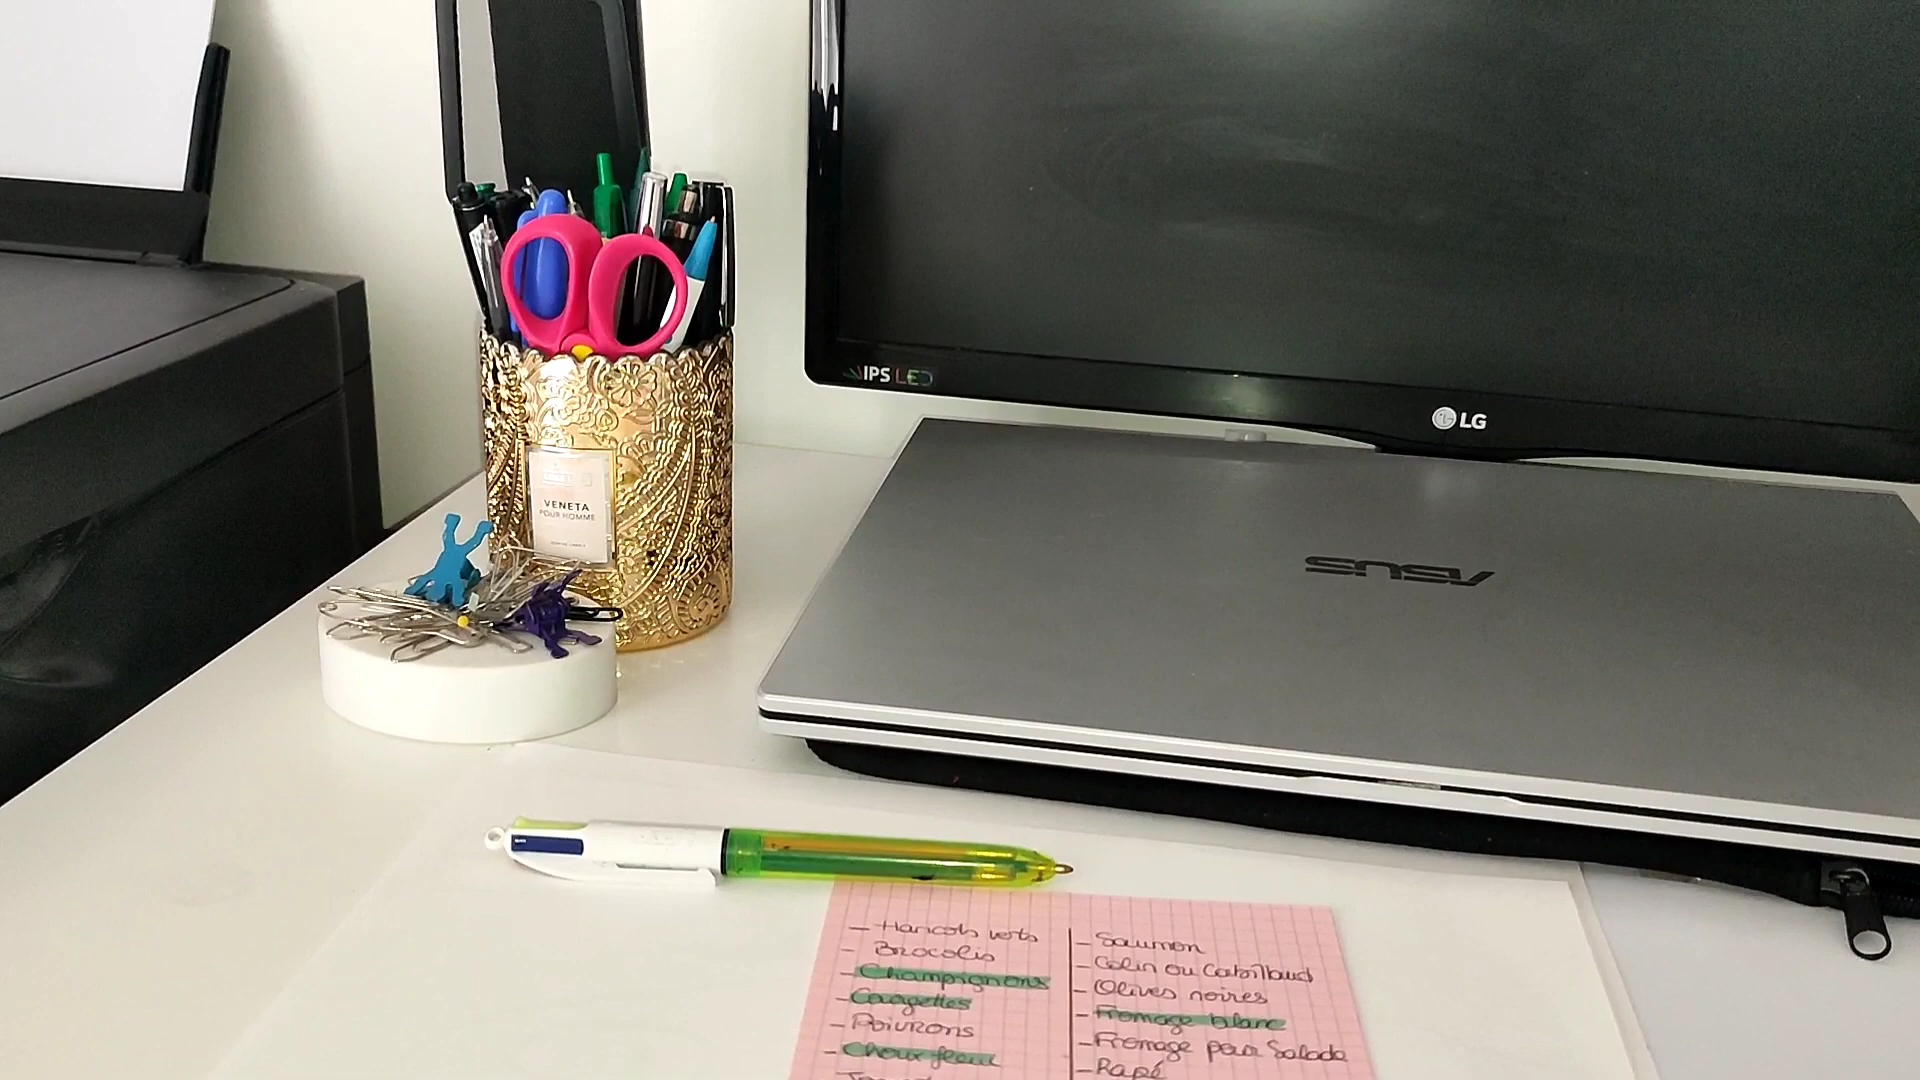 IPS LED
LG
ASUS
VENETA
POUR HOMME
- Haricots verts
- Brocolis
- Champignons
- Courgettes
- Poivrons
- Choux fleur
- Saumon
- Colin ou Cabillaud
- Olives noires
- Fromage blanc
- Fromage pour Salade
- Rapé